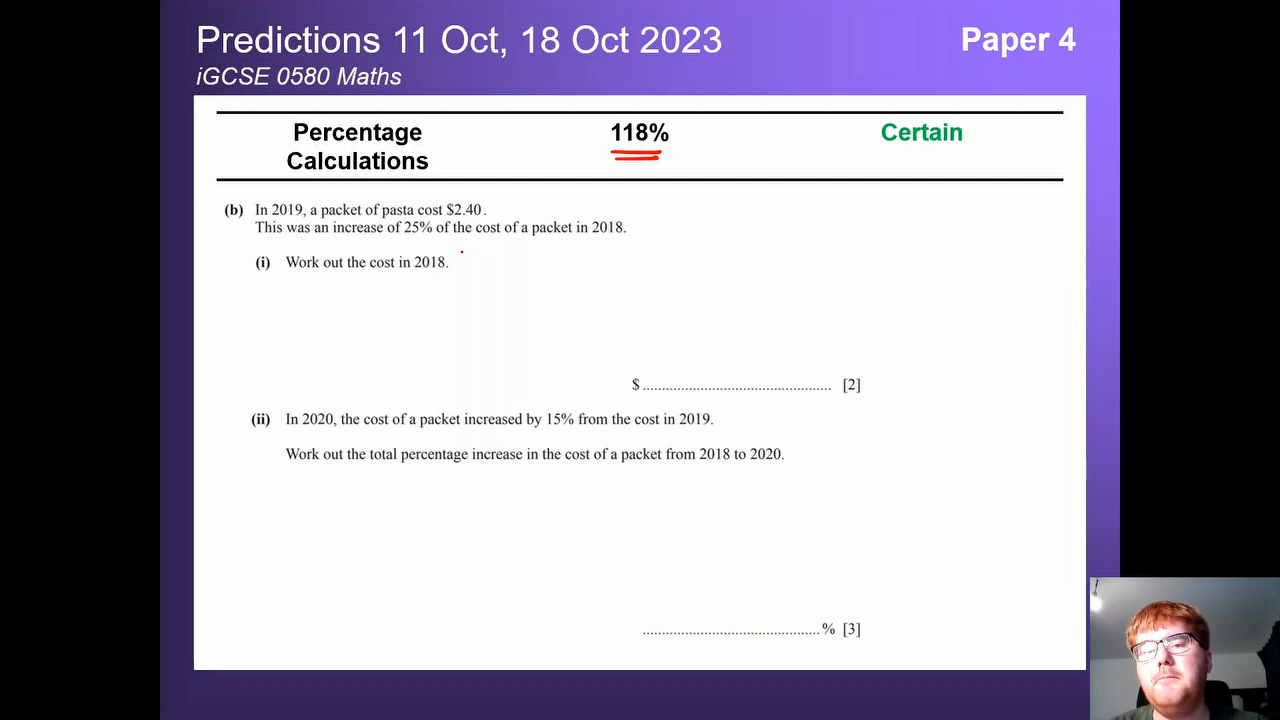 Predictions 11 Oct, 18 Oct 2023
Paper 4
iGCSE 0580 Maths
Percentage Calculations
118%
Certain
(b) In 2019, a packet of pasta cost $2.40.
This was an increase of 25% of the cost of a packet in 2018.
(i) Work out the cost in 2018.
$ ................................................ [2]
(ii) In 2020, the cost of a packet increased by 15% from the cost in 2019.
Work out the total percentage increase in the cost of a packet from 2018 to 2020.
............................................. % [3]